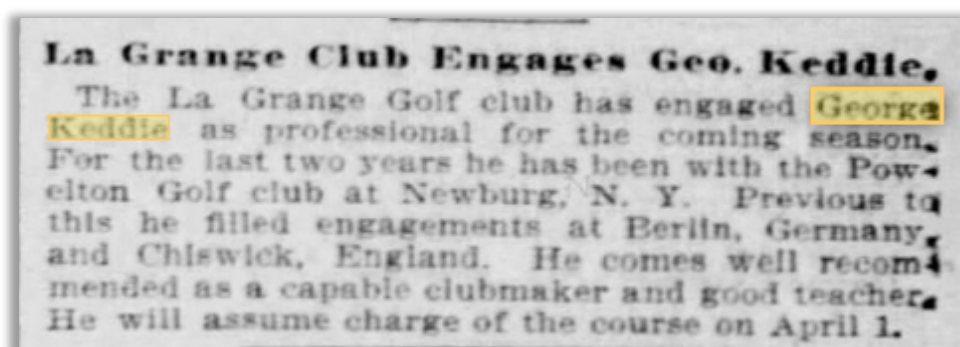 La Grange Club Engages Geo. Keddie.
The La Grange Golf club has engaged George
Keddie as professional for the coming season.
For the last two years he has been with the Pow-
elton Golf club at Newburg, N. Y. Previous to
this he filled engagements at Berlin, Germany,
and Chiswick, England. He comes well recom-
mended as a capable clubmaker and good teacher.
He will assume charge of the course on April 1.